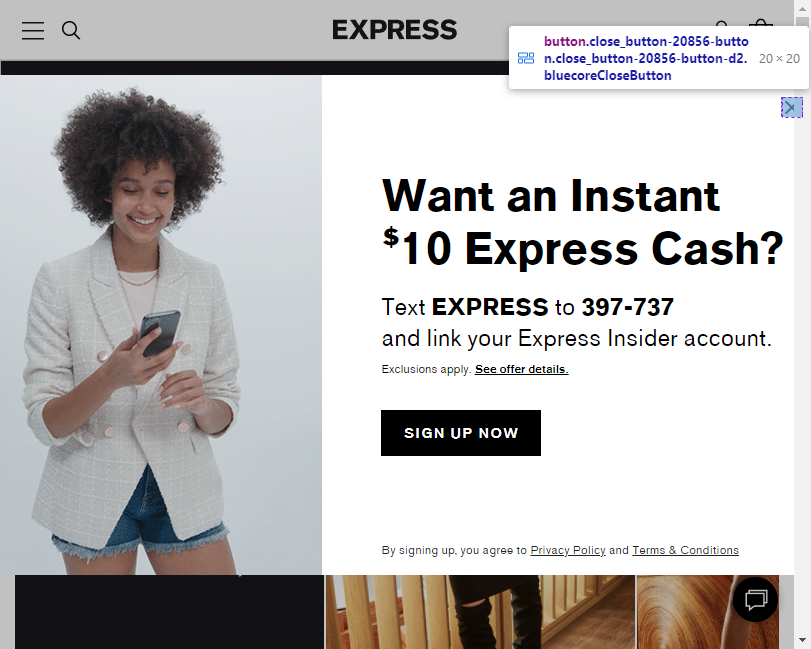 EXPRESS
button.close_button-20856-butto
n.close_button-20856-button-d2.
bluecoreCloseButton
20 × 20
Want an Instant
$10 Express Cash?
Text EXPRESS to 397-737
and link your Express Insider account.
Exclusions apply. See offer details.
SIGN UP NOW
By signing up, you agree to Privacy Policy and Terms & Conditions